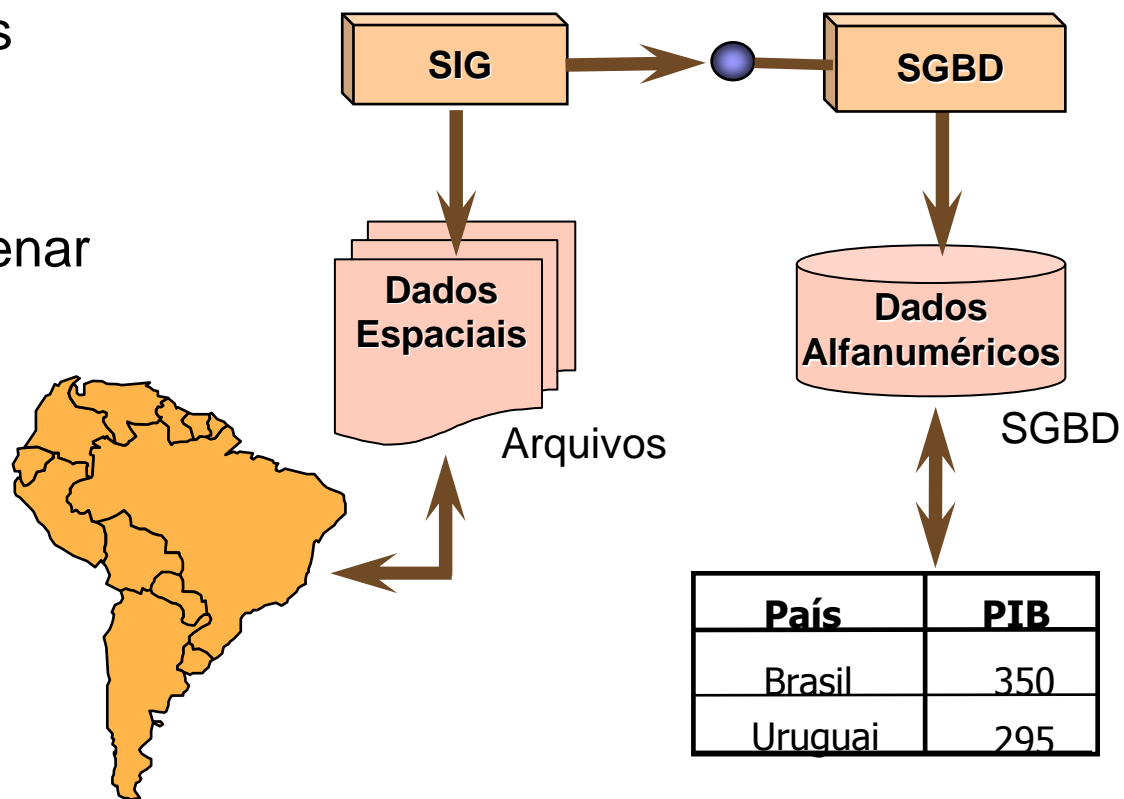 s
SIG
SGBD
enar
Dados
Espaciais
Dados
Alfanuméricos
Arquivos
SGBD
País PIB
Brasil 350
Uruguai 295